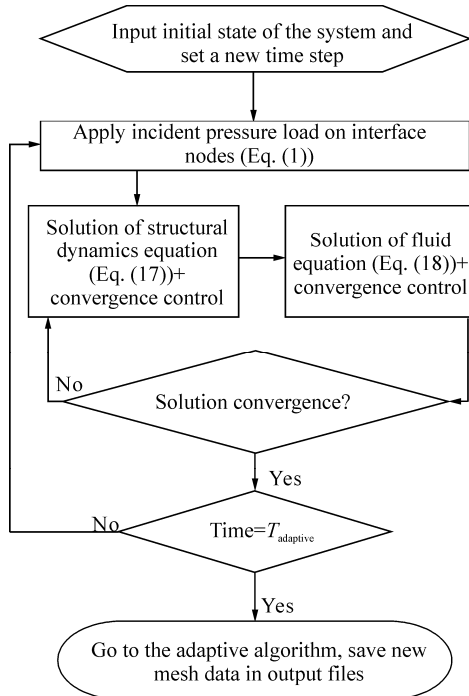 Input initial state of the system and
set a new time step
Apply incident pressure load on interface
nodes (Eq. (1))
Solution of structural
dynamics equation
(Eq. (17))+
convergence control
Solution of fluid
equation (Eq. (18))+
convergence control
No
Solution convergence?
Yes
No
Time=T_adaptive
Yes
Go to the adaptive algorithm, save new
mesh data in output files